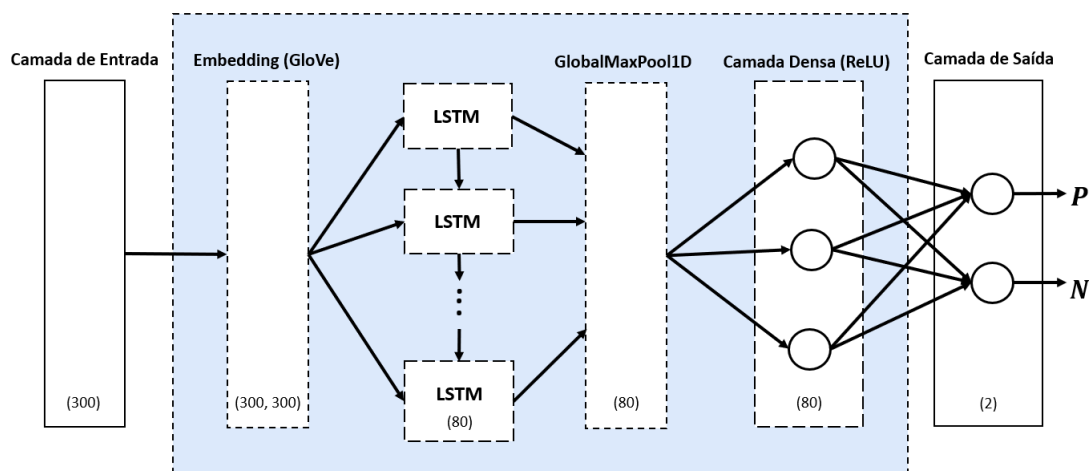 Camada de Entrada
(300)
Embedding (GloVe)
(300, 300)
LSTM
LSTM
LSTM
(80)
GlobalMaxPool1D
(80)
Camada Densa (ReLU)
(80)
Camada de Saída
(2)
P
N